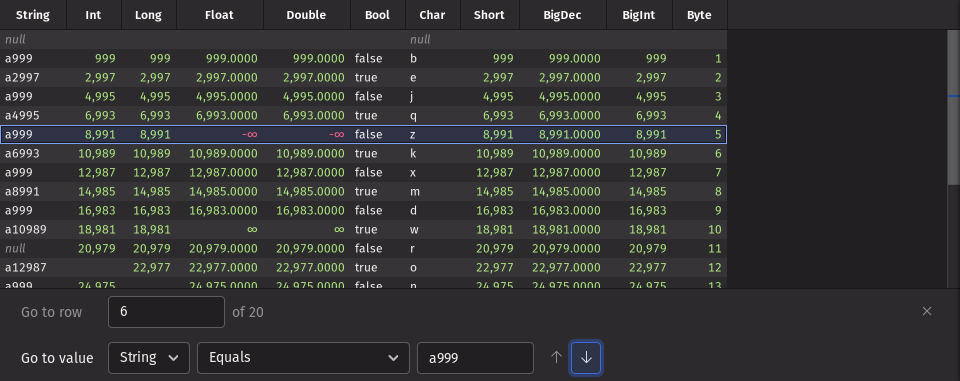 String Int Long Float Double Bool Char Short BigDec BigInt Byte
null null
a999 999 999 999.0000 999.0000 false b 999 999.0000 999 1
a2997 2,997 2,997 2,997.0000 2,997.0000 true e 2,997 2,997.0000 2,997 2
a999 4,995 4,995 4,995.0000 4,995.0000 false j 4,995 4,995.0000 4,995 3
a4995 6,993 6,993 6,993.0000 6,993.0000 true q 6,993 6,993.0000 6,993 4
a999 8,991 8,991 -∞ -∞ false z 8,991 8,991.0000 8,991 5
a6993 10,989 10,989 10,989.0000 10,989.0000 true k 10,989 10,989.0000 10,989 6
a999 12,987 12,987 12,987.0000 12,987.0000 false x 12,987 12,987.0000 12,987 7
a8991 14,985 14,985 14,985.0000 14,985.0000 true m 14,985 14,985.0000 14,985 8
a999 16,983 16,983 16,983.0000 16,983.0000 false d 16,983 16,983.0000 16,983 9
a10989 18,981 18,981 ∞ ∞ true w 18,981 18,981.0000 18,981 10
null 20,979 20,979 20,979.0000 20,979.0000 false r 20,979 20,979.0000 20,979 11
a12987 22,977 22,977.0000 22,977.0000 true o 22,977 22,977.0000 22,977 12
a999 24,975 24,975.0000 24,975.0000 false n 24,975 24,975.0000 24,975 13
Go to row 6 of 20
Go to value String Equals a999